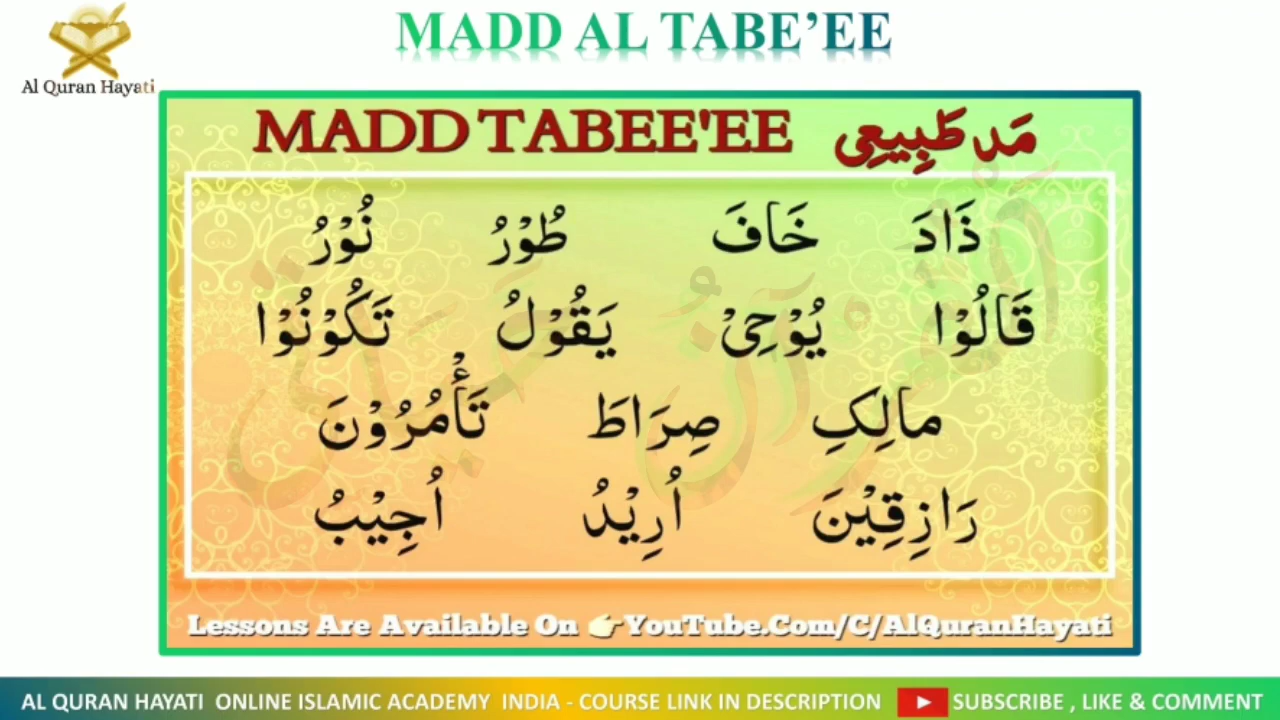 MADD AL TABE’EE
Al Quran Hayati
MADD TABEE'EE مَد طَبِيعِى
ذَادَ خَافَ طُوْرُ نُوْرُ
قَالُوْا يُوْحِىْ يَقُوْلُ تَكُوْنُوْا
مالِكِ صِرَاطَ تَأْمُرُوْنَ
رَازِقِيْنَ اُرِيْدُ اُجِيْبُ
Lessons Are Available On 👉YouTube.Com/C/AlQuranHayati
AL QURAN HAYATI ONLINE ISLAMIC ACADEMY INDIA - COURSE LINK IN DESCRIPTION SUBSCRIBE , LIKE & COMMENT